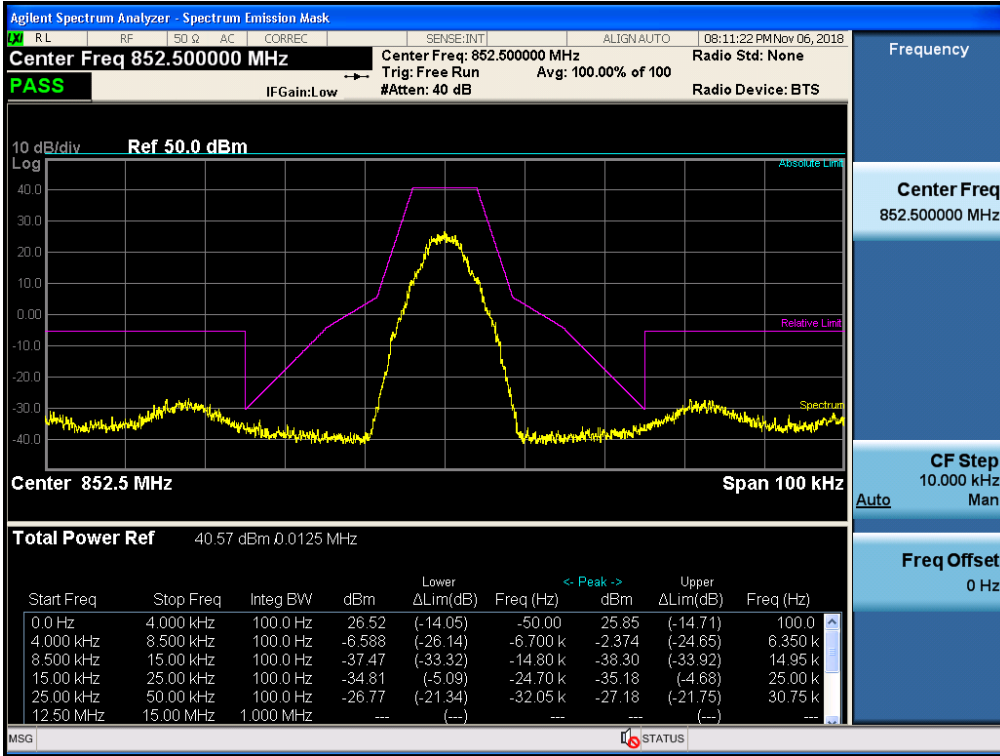 Agilent Spectrum Analyzer - Spectrum Emission Mask
LXI RL RF 50 Ω AC CORREC SENSE:INT ALIGN AUTO 08:11:22 PM Nov 06, 2018
Center Freq 852.500000 MHz
Center Freq: 852.500000 MHz
Radio Std: None
Trig: Free Run Avg: 100.00% of 100
PASS
IFGain:Low
#Atten: 40 dB
Radio Device: BTS
10 dB/div Ref 50.0 dBm
Log
Absolute Limit
40.0
30.0
20.0
10.0
0.00
Relative Limit
-10.0
-20.0
-30.0
Spectrum
-40.0
Center 852.5 MHz Span 100 kHz
Total Power Ref 40.57 dBm / 0.0125 MHz
Lower <- Peak -> Upper
Start Freq Stop Freq Integ BW dBm ΔLim(dB) Freq (Hz) dBm ΔLim(dB) Freq (Hz)
0.0 Hz 4.000 kHz 100.0 Hz 26.52 (-14.05) -50.00 25.85 (-14.71) 100.0
4.000 kHz 8.500 kHz 100.0 Hz -6.588 (-26.14) -6.700 k -2.374 (-24.65) 6.350 k
8.500 kHz 15.00 kHz 100.0 Hz -37.47 (-33.32) -14.80 k -38.30 (-33.92) 14.95 k
15.00 kHz 25.00 kHz 100.0 Hz -34.81 (-5.09) -24.70 k -35.18 (-4.68) 25.00 k
25.00 kHz 50.00 kHz 100.0 Hz -26.77 (-21.34) -32.05 k -27.18 (-21.75) 30.75 k
12.50 MHz 15.00 MHz 1.000 MHz --- (---) --- --- (---) ---
MSG STATUS
Frequency
Center Freq
852.500000 MHz
CF Step
10.000 kHz
Auto Man
Freq Offset
0 Hz